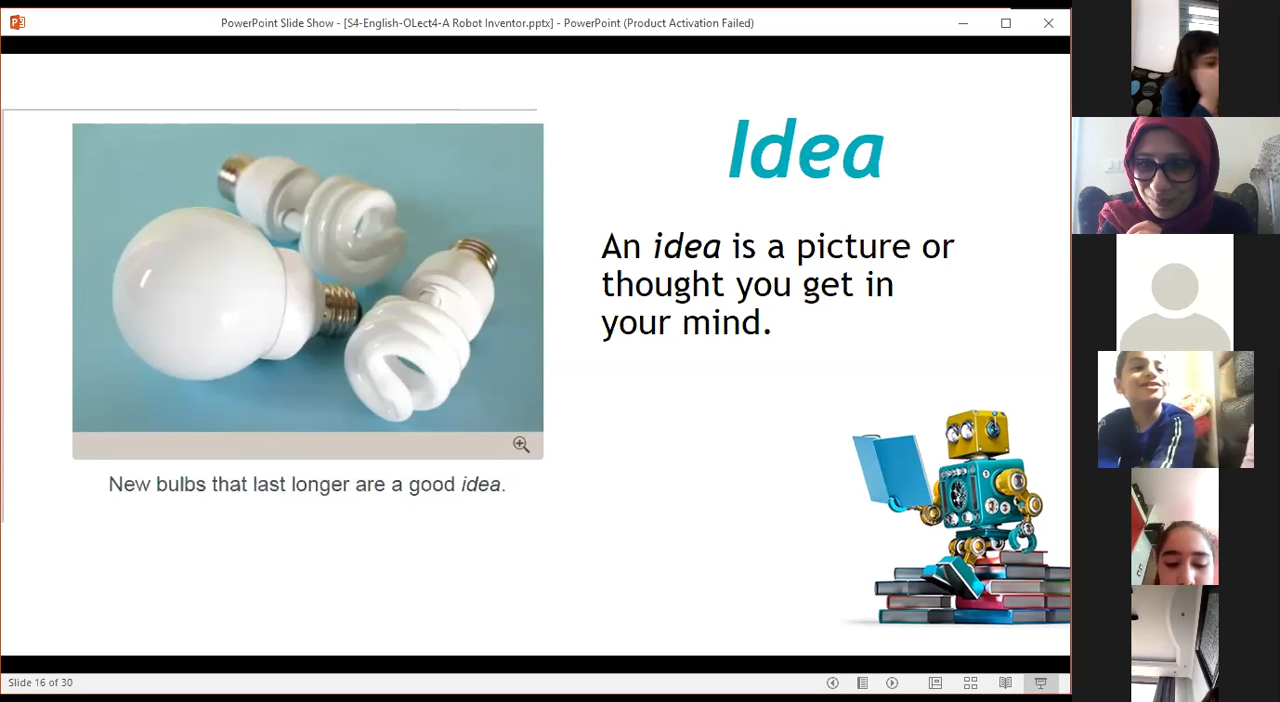 PowerPoint Slide Show - [S4-English-OLect4-A Robot Inventor.pptx] - PowerPoint (Product Activation Failed)
Idea
An idea is a picture or
thought you get in
your mind.
New bulbs that last longer are a good idea.
Slide 16 of 30